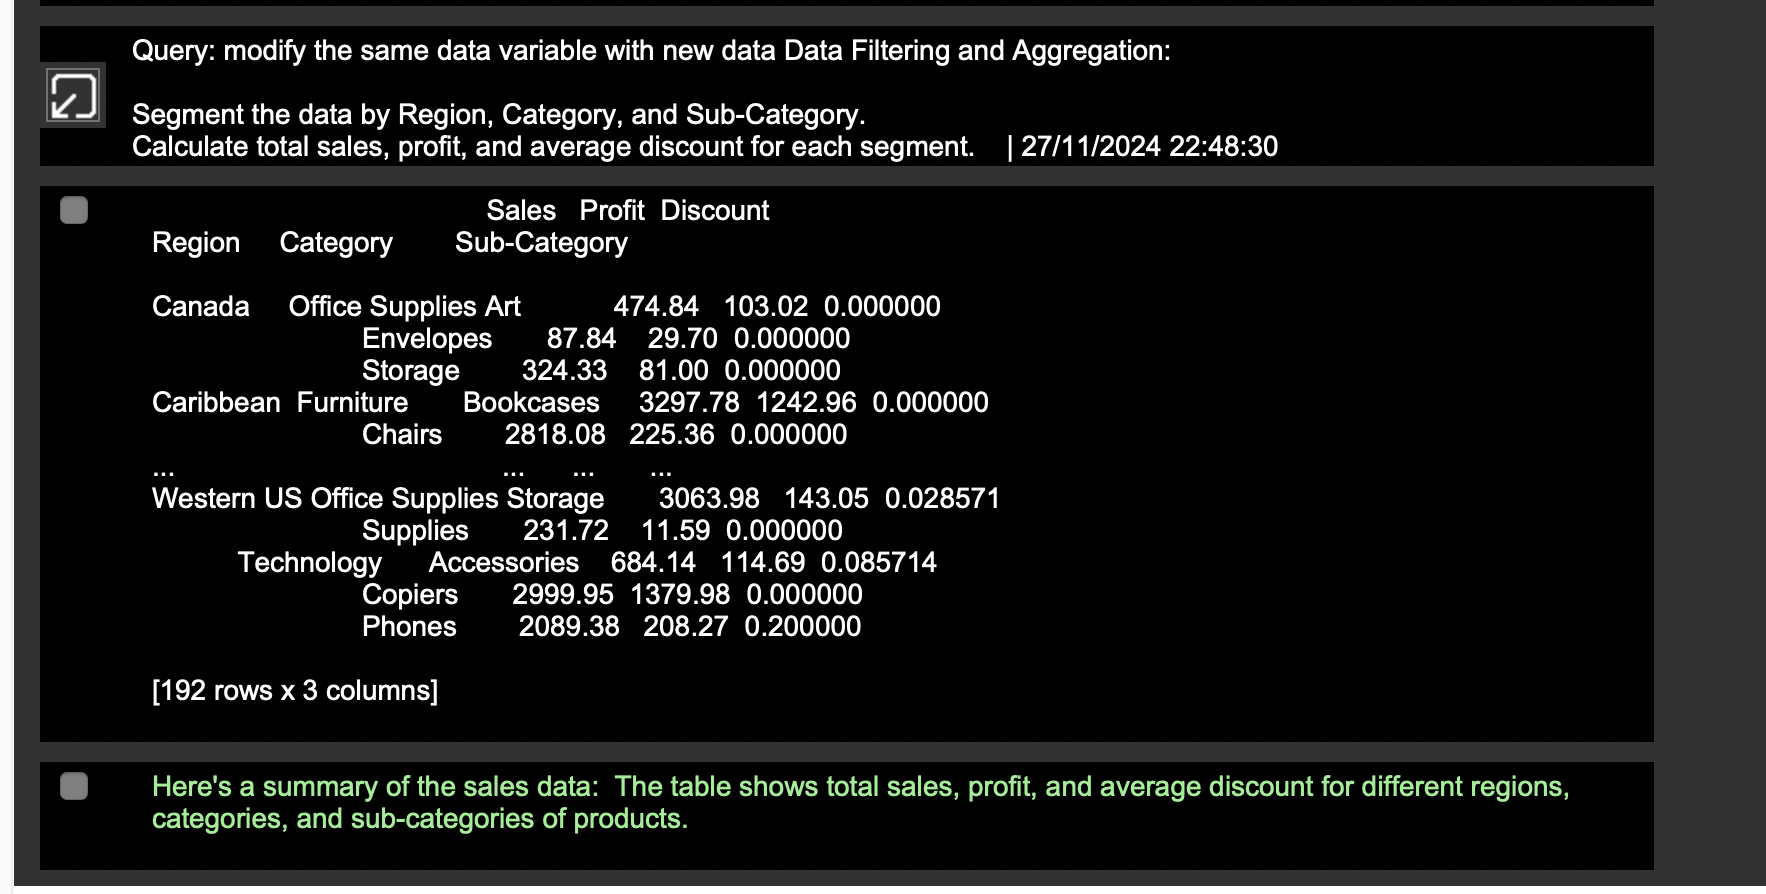 Query: modify the same data variable with new data Data Filtering and Aggregation:
Segment the data by Region, Category, and Sub-Category.
Calculate total sales, profit, and average discount for each segment. | 27/11/2024 22:48:30
Sales Profit Discount
Region Category Sub-Category
Canada Office Supplies Art 474.84 103.02 0.000000
Envelopes 87.84 29.70 0.000000
Storage 324.33 81.00 0.000000
Caribbean Furniture Bookcases 3297.78 1242.96 0.000000
Chairs 2818.08 225.36 0.000000
... ... ... ...
Western US Office Supplies Storage 3063.98 143.05 0.028571
Supplies 231.72 11.59 0.000000
Technology Accessories 684.14 114.69 0.085714
Copiers 2999.95 1379.98 0.000000
Phones 2089.38 208.27 0.200000
[192 rows x 3 columns]
Here's a summary of the sales data: The table shows total sales, profit, and average discount for different regions,
categories, and sub-categories of products.